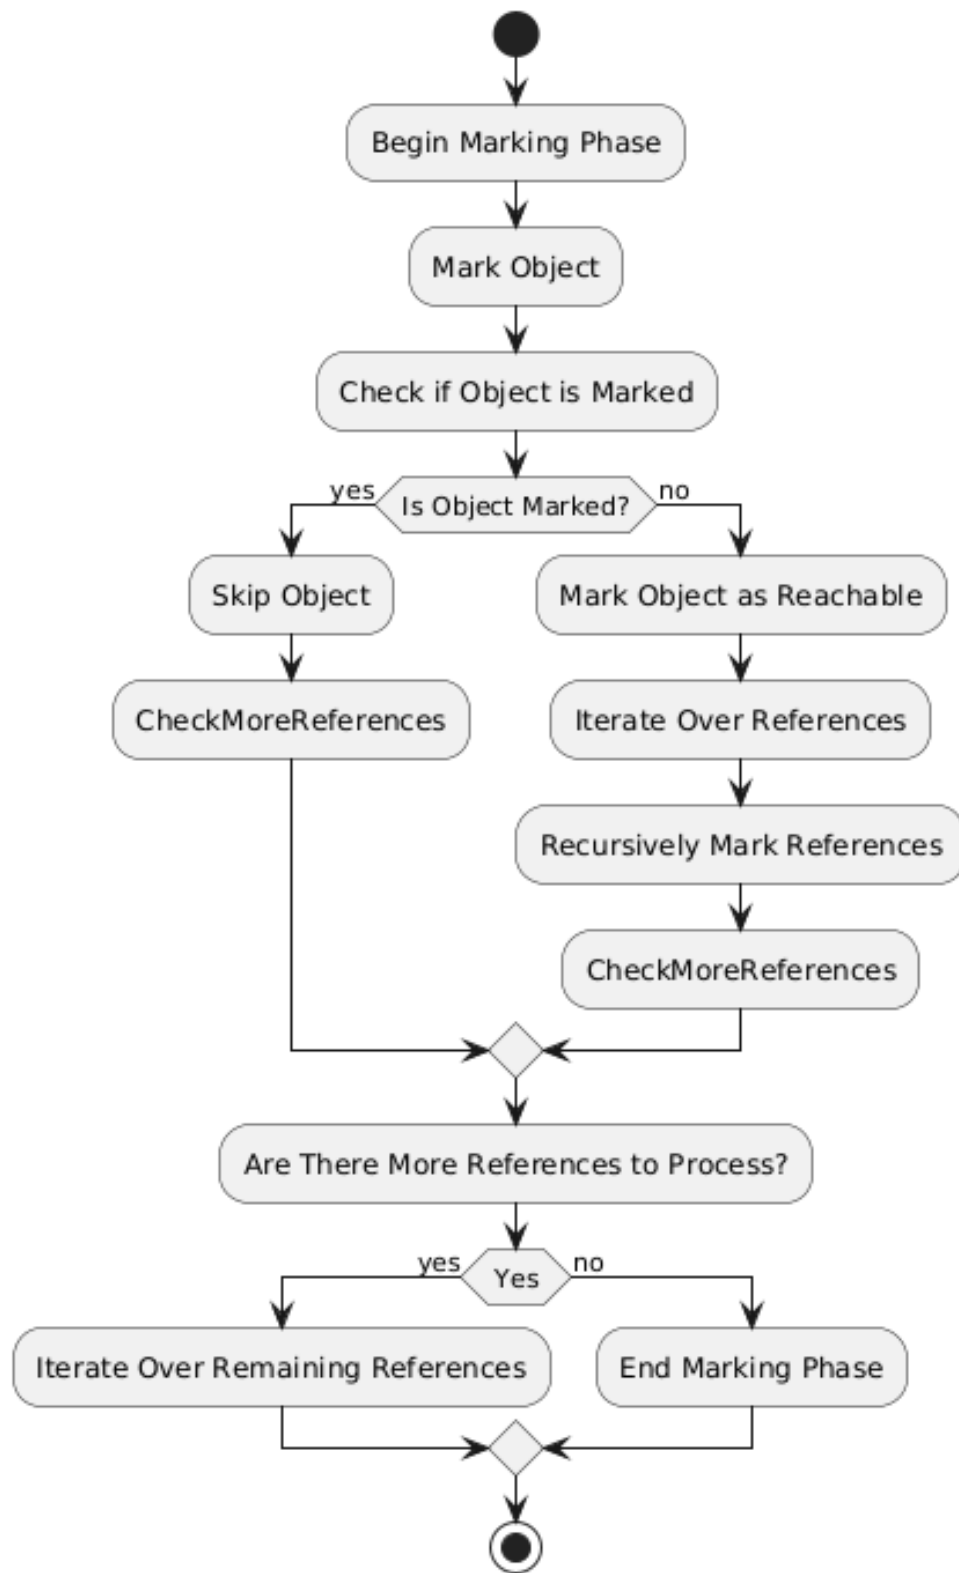 Begin Marking Phase
Mark Object
Check if Object is Marked
yes
Is Object Marked?
no
Skip Object
Mark Object as Reachable
CheckMoreReferences
Iterate Over References
Recursively Mark References
CheckMoreReferences
Are There More References to Process?
yes
Yes
no
Iterate Over Remaining References
End Marking Phase